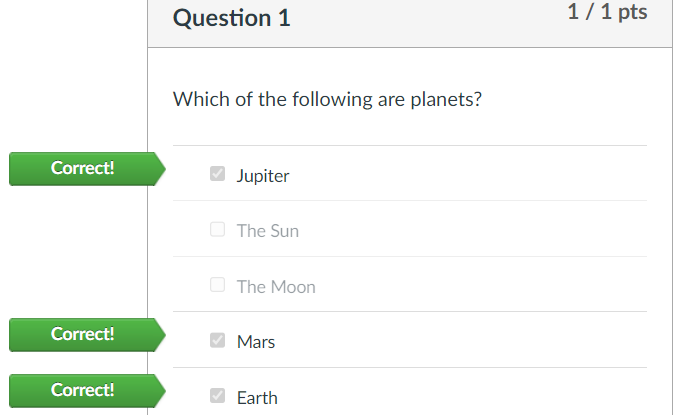 Question 1
1 / 1 pts
Which of the following are planets?
Correct!
Jupiter
The Sun
The Moon
Correct!
Mars
Correct!
Earth